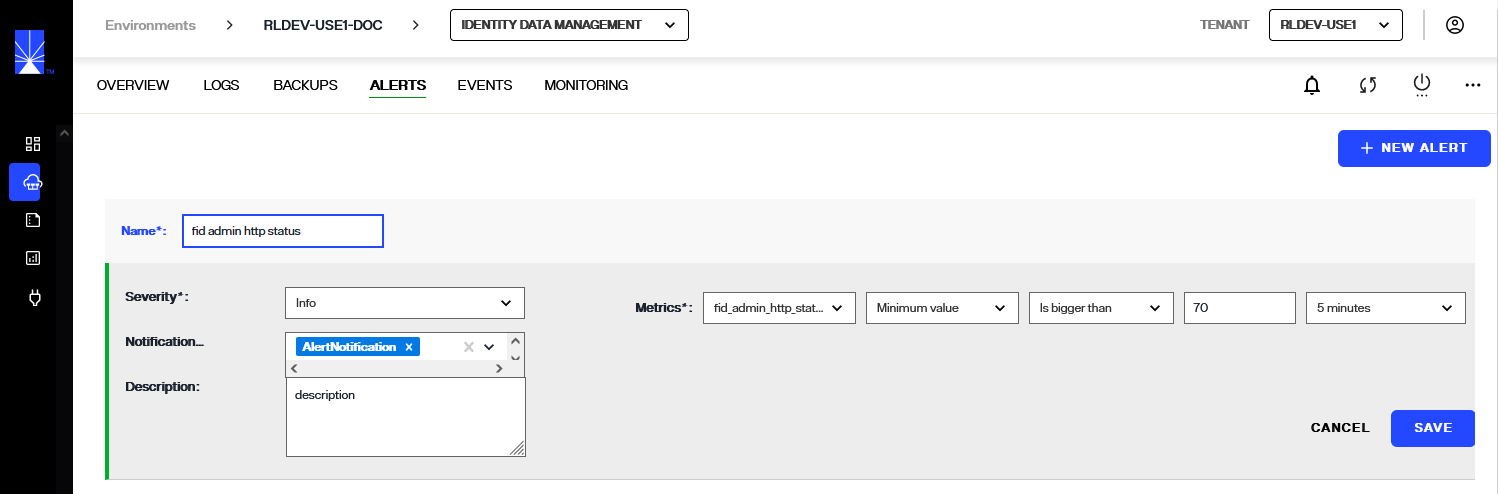 Environments > RLDEV-USE1-DOC > IDENTITY DATA MANAGEMENT TENANT RLDEV-USE1
OVERVIEW LOGS BACKUPS ALERTS EVENTS MONITORING
+ NEW ALERT
Name*: fid admin http status
Severity*: Info Metrics*: fid_admin_http_stat... Minimum value Is bigger than 70 5 minutes
Notification... AlertNotification ×
Description: description
CANCEL SAVE
TM